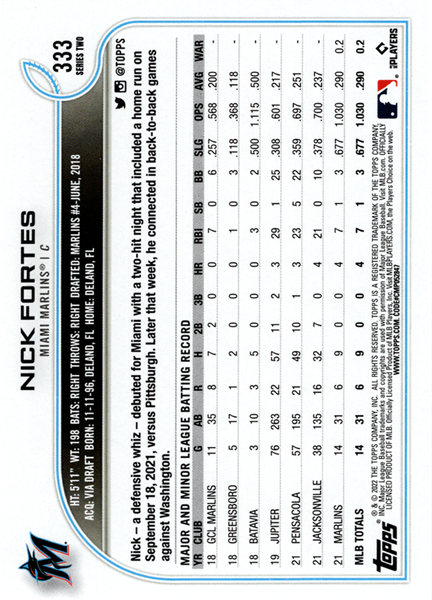 333
SERIES TWO
NICK FORTES
MIAMI MARLINS® | C
HT: 5'11" WT: 198 BATS: RIGHT THROWS: RIGHT DRAFTED: MARLINS #4-JUNE, 2018
ACQ: VIA DRAFT BORN: 11-11-96, DELAND, FL HOME: DELAND, FL
@TOPPS
Nick – a defensive whiz – debuted for Miami with a two-hit night that included a home run on
September 18, 2021, versus Pittsburgh. Later that week, he connected in back-to-back games
against Washington.
MAJOR AND MINOR LEAGUE BATTING RECORD
YR CLUB G AB R H 2B 3B HR RBI SB BB SLG OPS AVG WAR
18 GCL MARLINS 11 35 8 7 2 0 0 7 0 6 .257 .568 .200 -
18 GREENSBORO 5 17 1 2 0 0 0 0 0 3 .118 .368 .118 -
18 BATAVIA 3 10 3 5 0 0 0 0 0 2 .500 1.115 .500 -
19 JUPITER 76 263 22 57 11 2 3 29 1 25 .308 .601 .217 -
21 PENSACOLA 57 195 21 49 10 1 3 23 5 22 .359 .697 .251 -
21 JACKSONVILLE 38 135 16 32 7 0 4 21 0 10 .378 .700 .237 -
21 MARLINS 14 31 6 9 0 0 4 7 1 3 .677 1.030 .290 0.2
MLB TOTALS 14 31 6 9 0 0 4 7 1 3 .677 1.030 .290 0.2
topps
® & © 2022 THE TOPPS COMPANY, INC. ALL RIGHTS RESERVED. TOPPS IS A REGISTERED TRADEMARK OF THE TOPPS COMPANY,
INC. Major League Baseball trademarks and copyrights are used with permission of Major League Baseball. Visit MLB.com. OFFICIALLY
LICENSED PRODUCT OF MLB PLAYERS, INC. Visit MLBPLAYERS.com, the Players Choice on the web.
WWW.TOPPS.COM. CODE#CMP052847
PLAYERS